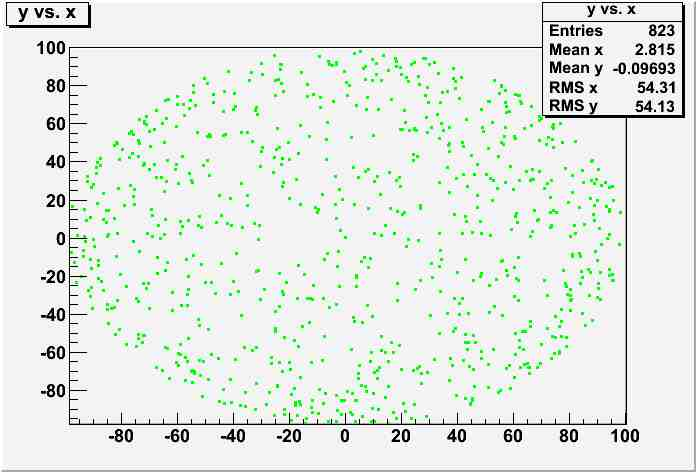 y vs. x
y vs. x
Entries 823
Mean x 2.815
Mean y -0.09693
RMS x 54.31
RMS y 54.13
100
80
60
40
20
0
-20
-40
-60
-80
-80 -60 -40 -20 0 20 40 60 80 100